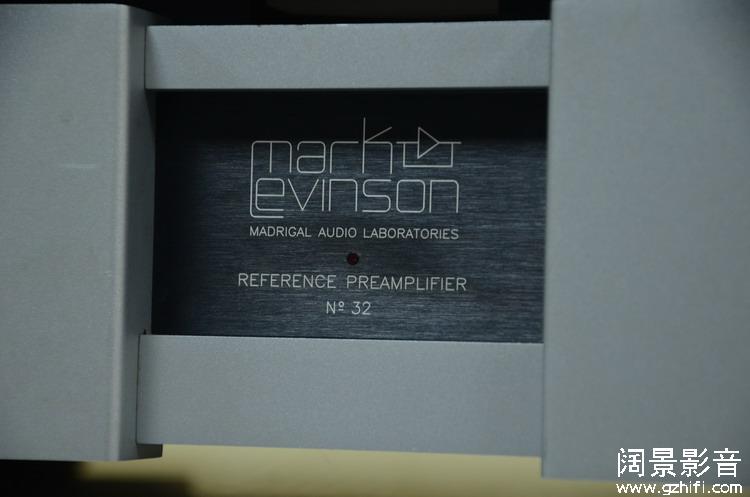 mark
Levinson
MADRIGAL AUDIO LABORATORIES
REFERENCE PREAMPLIFIER
Nº 32
阔景影音
www.gzhifi.com